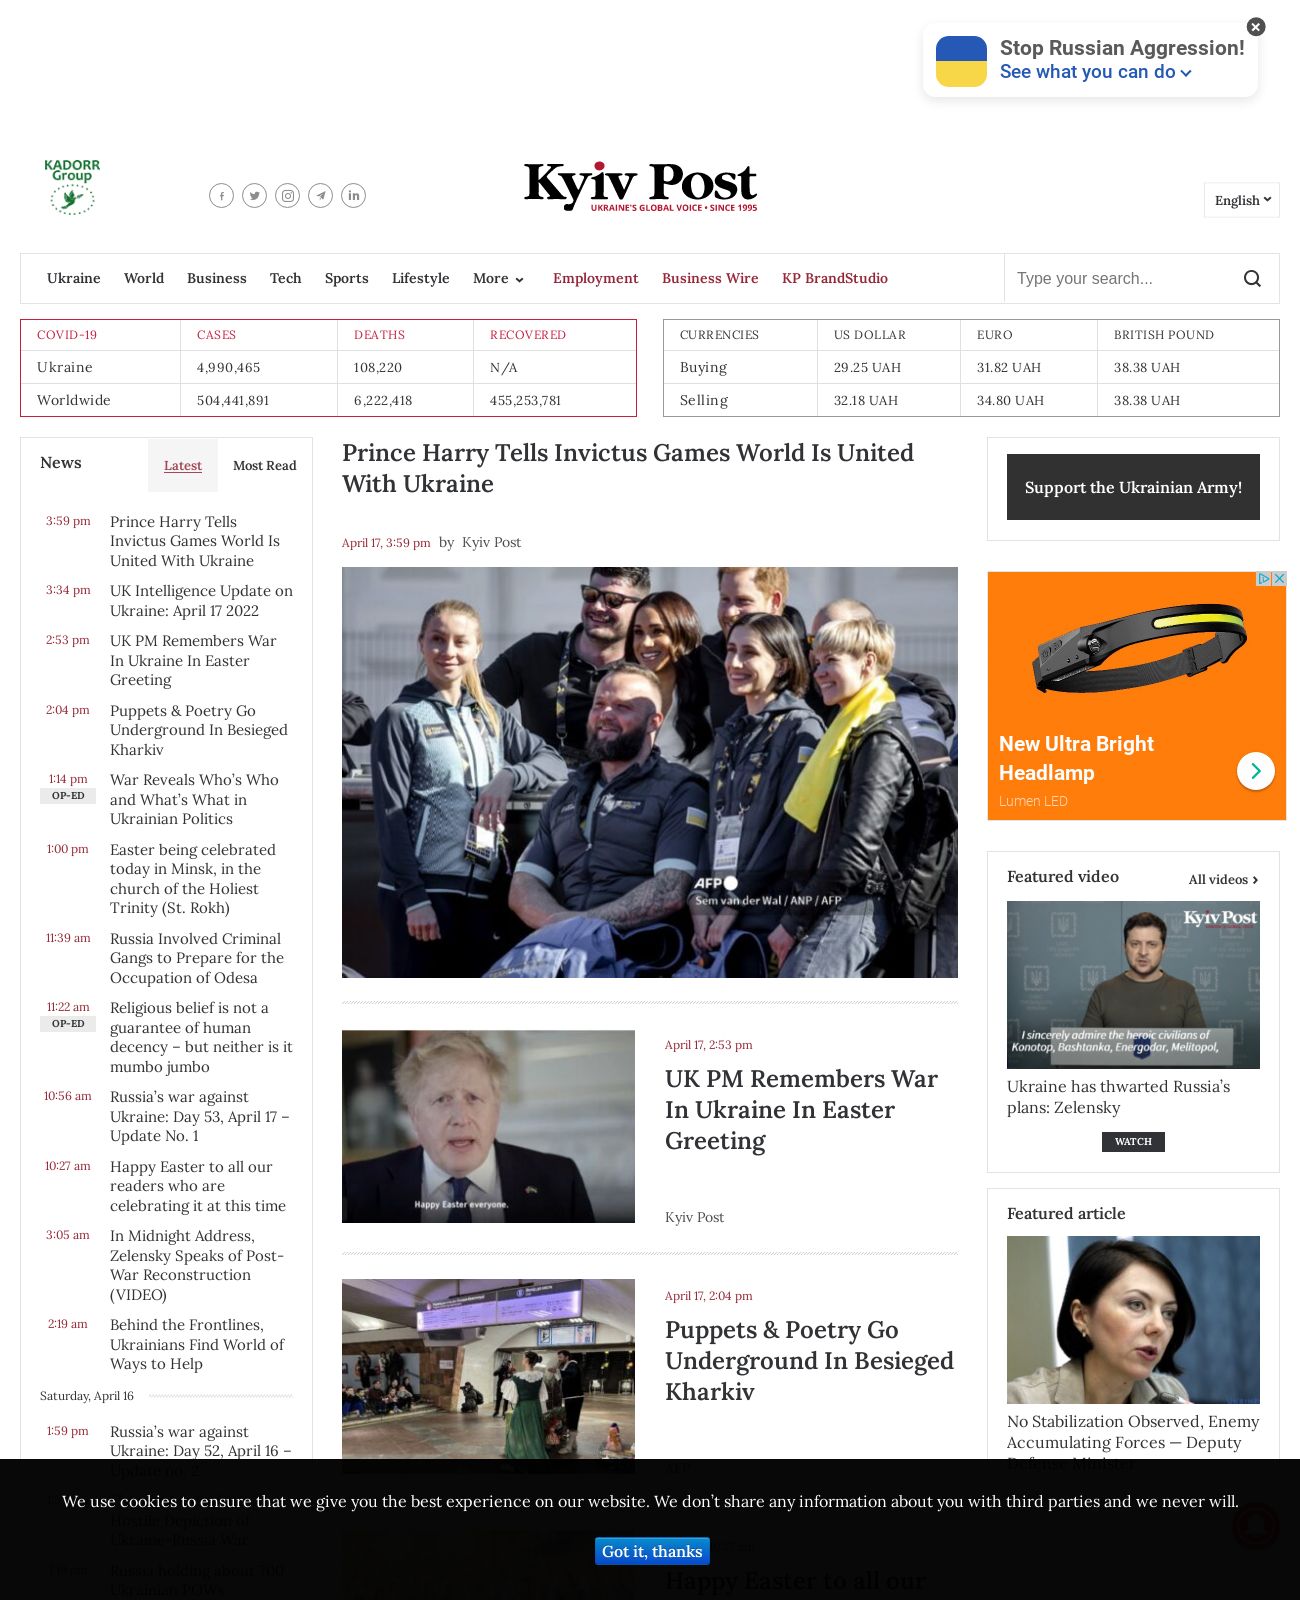 Stop Russian Aggression!
See what you can do
KADORR
Group
Kyiv Post
UKRAINE'S GLOBAL VOICE • SINCE 1995
English
Ukraine World Business Tech Sports Lifestyle More Employment Business Wire KP BrandStudio Type your search...
COVID-19 CASES DEATHS RECOVERED
Ukraine 4,990,465 108,220 N/A
Worldwide 504,441,891 6,222,418 455,253,781
CURRENCIES US DOLLAR EURO BRITISH POUND
Buying 29.25 UAH 31.82 UAH 38.38 UAH
Selling 32.18 UAH 34.80 UAH 38.38 UAH
News Latest Most Read
3:59 pm Prince Harry Tells
Invictus Games World Is
United With Ukraine
3:34 pm UK Intelligence Update on
Ukraine: April 17 2022
2:53 pm UK PM Remembers War
In Ukraine In Easter
Greeting
2:04 pm Puppets & Poetry Go
Underground In Besieged
Kharkiv
1:14 pm War Reveals Who’s Who
OP-ED and What’s What in
Ukrainian Politics
1:00 pm Easter being celebrated
today in Minsk, in the
church of the Holiest
Trinity (St. Rokh)
11:39 am Russia Involved Criminal
Gangs to Prepare for the
Occupation of Odesa
11:22 am Religious belief is not a
OP-ED guarantee of human
decency – but neither is it
mumbo jumbo
10:56 am Russia’s war against
Ukraine: Day 53, April 17 –
Update No. 1
10:27 am Happy Easter to all our
readers who are
celebrating it at this time
3:05 am In Midnight Address,
Zelensky Speaks of Post-
War Reconstruction
(VIDEO)
2:19 am Behind the Frontlines,
Ukrainians Find World of
Ways to Help
Saturday, April 16
1:59 pm Russia’s war against
Ukraine: Day 52, April 16 –
Prince Harry Tells Invictus Games World Is United
With Ukraine
April 17, 3:59 pm by Kyiv Post
AFP
Sem van der Wal / ANP / AFP
Happy Easter everyone.
April 17, 2:53 pm
UK PM Remembers War
In Ukraine In Easter
Greeting
Kyiv Post
April 17, 2:04 pm
Puppets & Poetry Go
Underground In Besieged
Kharkiv
Happy Easter to all our
Support the Ukrainian Army!
New Ultra Bright
Headlamp
Lumen LED
Featured video All videos
Kyiv Post
I sincerely admire the heroic civilians of
Konotop, Bashtanka, Energodar, Melitopol,
Ukraine has thwarted Russia’s
plans: Zelensky
WATCH
Featured article
No Stabilization Observed, Enemy
Accumulating Forces — Deputy
We use cookies to ensure that we give you the best experience on our website. We don’t share any information about you with third parties and we never will.
Got it, thanks